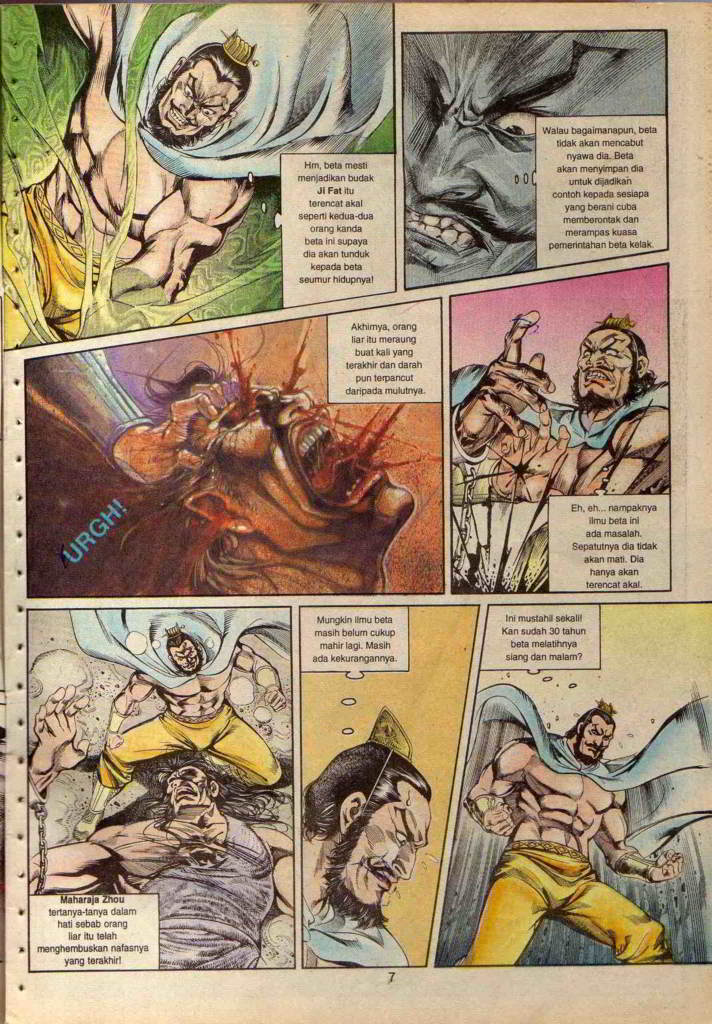 Hm, beta mesti
menjadikan budak
Ji Fat itu
terencat akal
seperti kedua-dua
orang kanda
beta ini supaya
dia akan tunduk
kepada beta
seumur hidupnya!
Walau bagaimanapun, beta
tidak akan mencabut
nyawa dia. Beta
akan menyimpan dia
untuk dijadikan
contoh kepada sesiapa
yang berani cuba
memberontak dan
merampas kuasa
pemerintahan beta kelak.
Akhirnya, orang
liar itu meraung
buat kali yang
terakhir dan darah
pun terpancut
daripada mulutnya.
URGH!
Eh, eh... nampaknya
ilmu beta ini
ada masalah.
Sepatutnya dia tidak
akan mati. Dia
hanya akan
terencat akal.
Maharaja Zhou
tertanya-tanya dalam
hati sebab orang
liar itu telah
menghembuskan nafasnya
yang terakhir!
Mungkin ilmu beta
masih belum cukup
mahir lagi. Masih
ada kekurangannya.
Ini mustahil sekali!
Kan sudah 30 tahun
beta melatihnya
siang dan malam?
7